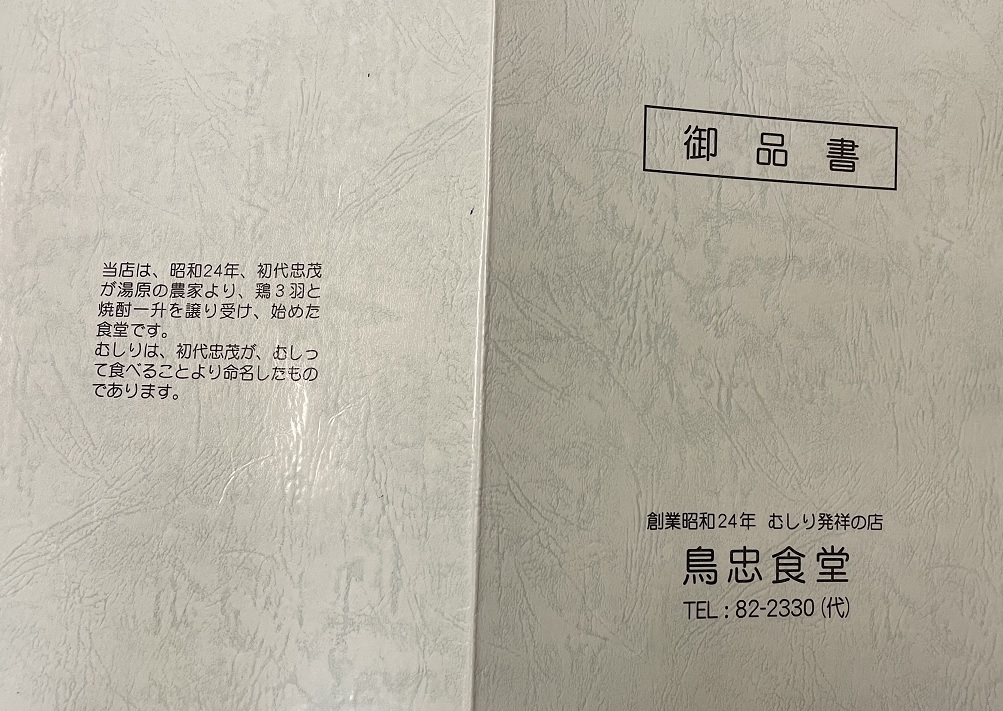 御品書
創業昭和24年 むしり発祥の店
鳥忠食堂
TEL:82-2330(代)
当店は、昭和24年、初代忠茂
が湯原の農家より、鶏3羽と
焼酎一升を譲り受け、始めた
食堂です。
むしりは、初代忠茂が、むしっ
て食べることより命名したもの
であります。